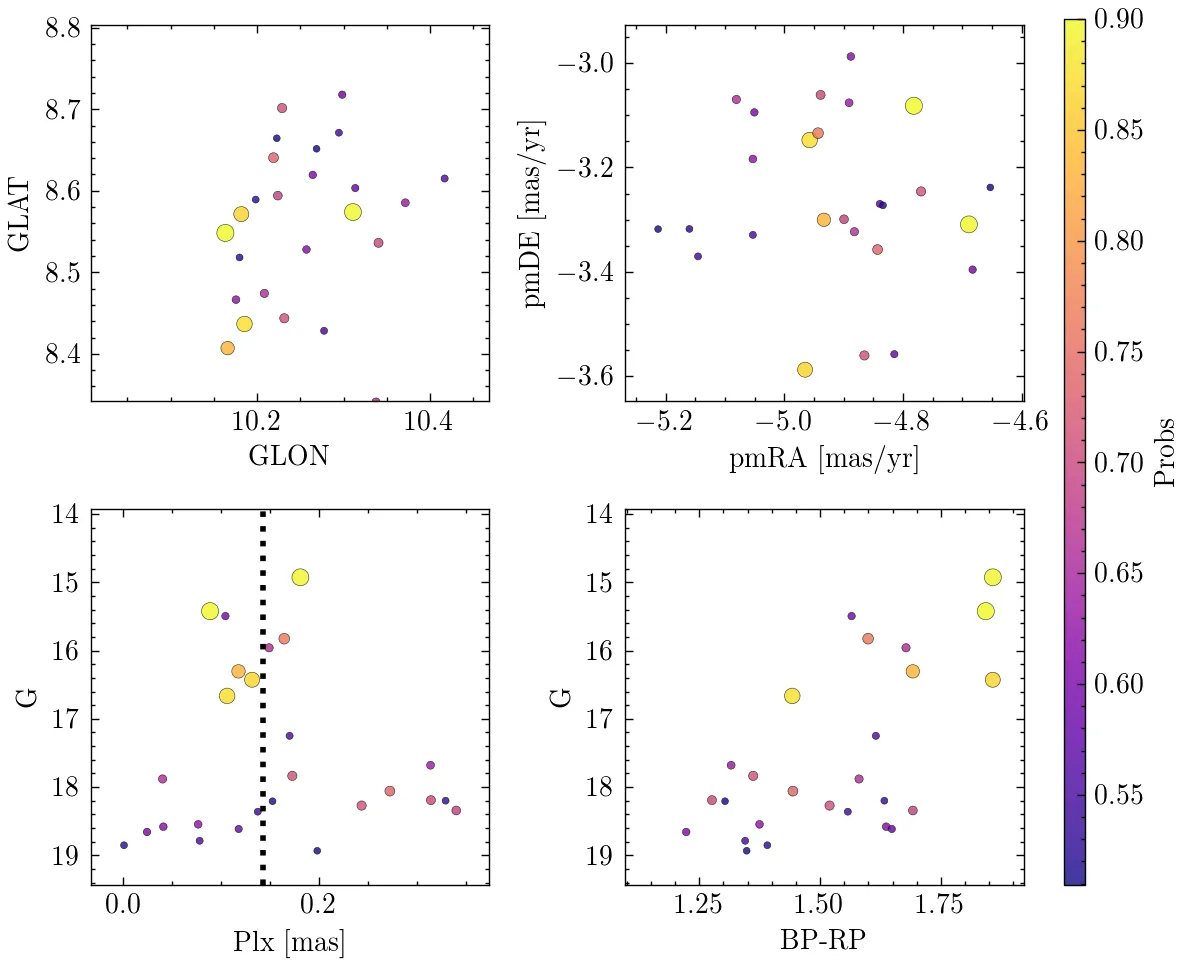 8.8
8.7
8.6
8.5
8.4
GLAT
10.2 10.4
GLON
−3.0
−3.2
−3.4
−3.6
pmDE [mas/yr]
−5.2 −5.0 −4.8 −4.6
pmRA [mas/yr]
0.90
0.85
0.80
0.75
0.70
0.65
0.60
0.55
Probs
14
15
16
17
18
19
G
0.0 0.2
Plx [mas]
14
15
16
17
18
19
G
1.25 1.50 1.75
BP-RP